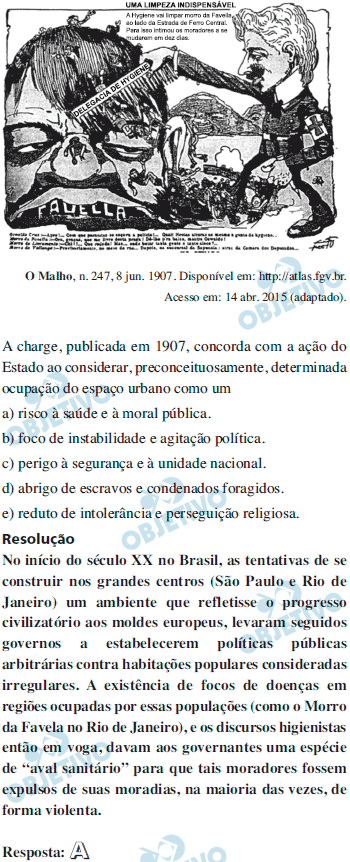 UMA LIMPEZA INDISPENSÁVEL
A Hygiene vai limpar morro da Favella
ao lado da Estrada de Ferro Central.
Para isso intimou os moradores a se
mudarem em dez dias.
DELEGACIA DE HYGIENE
FAVELLA
O Malho, n. 247, 8 jun. 1907. Disponível em: http://atlas.fgv.br.
Acesso em: 14 abr. 2015 (adaptado).
A charge, publicada em 1907, concorda com a ação do
Estado ao considerar, preconceituosamente, determinada
ocupação do espaço urbano como um
a) risco à saúde e à moral pública.
b) foco de instabilidade e agitação política.
c) perigo à segurança e à unidade nacional.
d) abrigo de escravos e condenados foragidos.
e) reduto de intolerância e perseguição religiosa.
Resolução
No início do século XX no Brasil, as tentativas de se
construir nos grandes centros (São Paulo e Rio de
Janeiro) um ambiente que refletisse o progresso
civilizatório aos moldes europeus, levaram seguidos
governos a estabelecerem políticas públicas
arbitrárias contra habitações populares consideradas
irregulares. A existência de focos de doenças em
regiões ocupadas por essas populações (como o Morro
da Favela no Rio de Janeiro), e os discursos higienistas
então em voga, davam aos governantes uma espécie
de “aval sanitário” para que tais moradores fossem
expulsos de suas moradias, na maioria das vezes, de
forma violenta.
Resposta: A
OBJETIVO
OBJETIVO
OBJETIVO
OBJETIVO
OBJETIVO